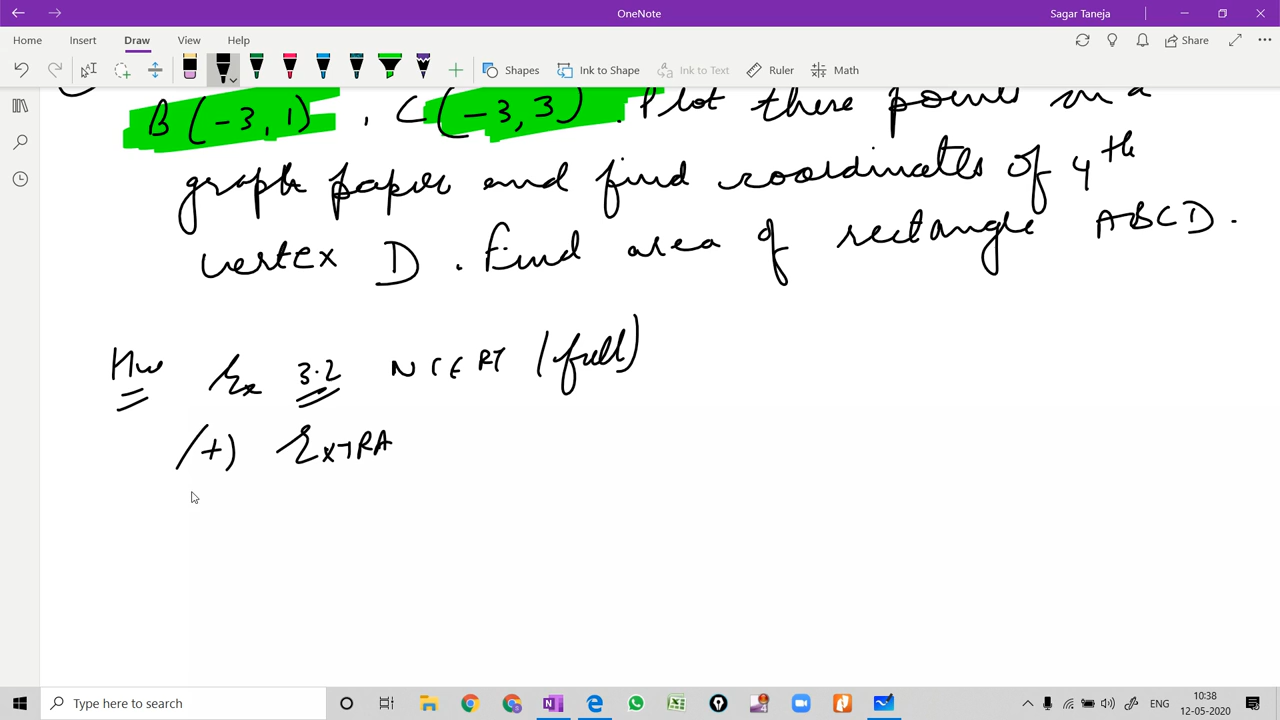 OneNote
Sagar Taneja
Home Insert Draw View Help
Share
Shapes Ink to Shape Ink to Text Ruler Math
B (-3, 1) , C (-3, 3) . Plot these points on a
graph paper and find coordinates of 4th
vertex D . Find area of rectangle ABCD .
Hw Ex 3.2 NCERT (full)
(+) EXTRA
Type here to search
ENG
10:38
12-05-2020